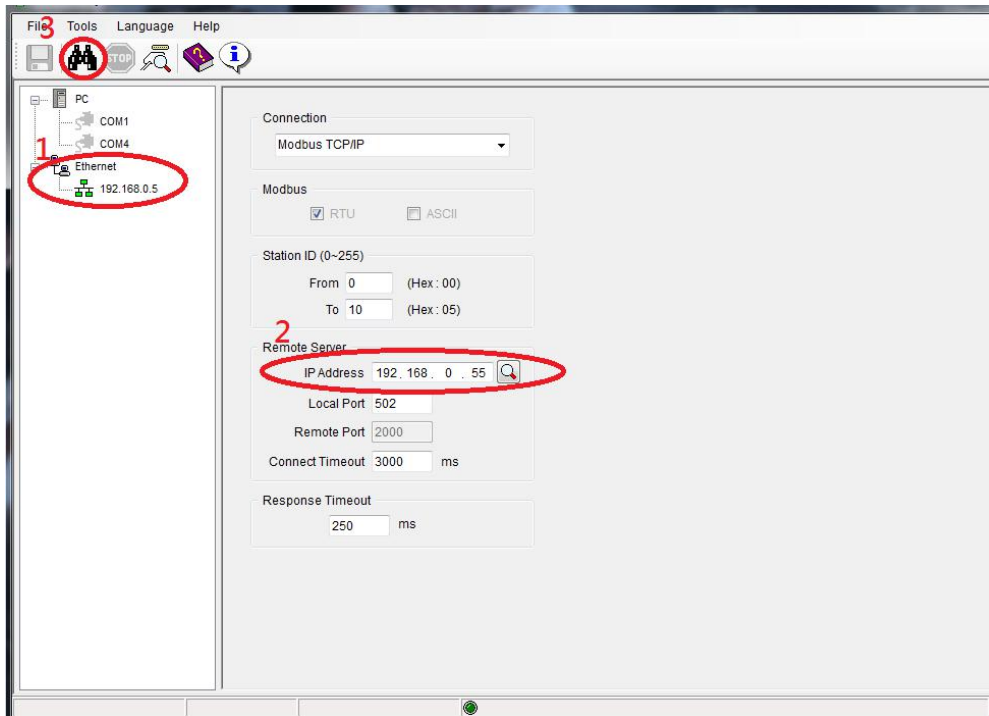 File Tools Language Help
3
STOP
PC
COM1
COM4
1
Ethernet
192.168.0.5
Connection
Modbus TCP/IP
Modbus
RTU ASCII
Station ID (0~255)
From 0 (Hex : 00)
To 10 (Hex : 05)
2
Remote Server
IP Address 192 . 168 . 0 . 55
Local Port 502
Remote Port 2000
Connect Timeout 3000 ms
Response Timeout
250 ms